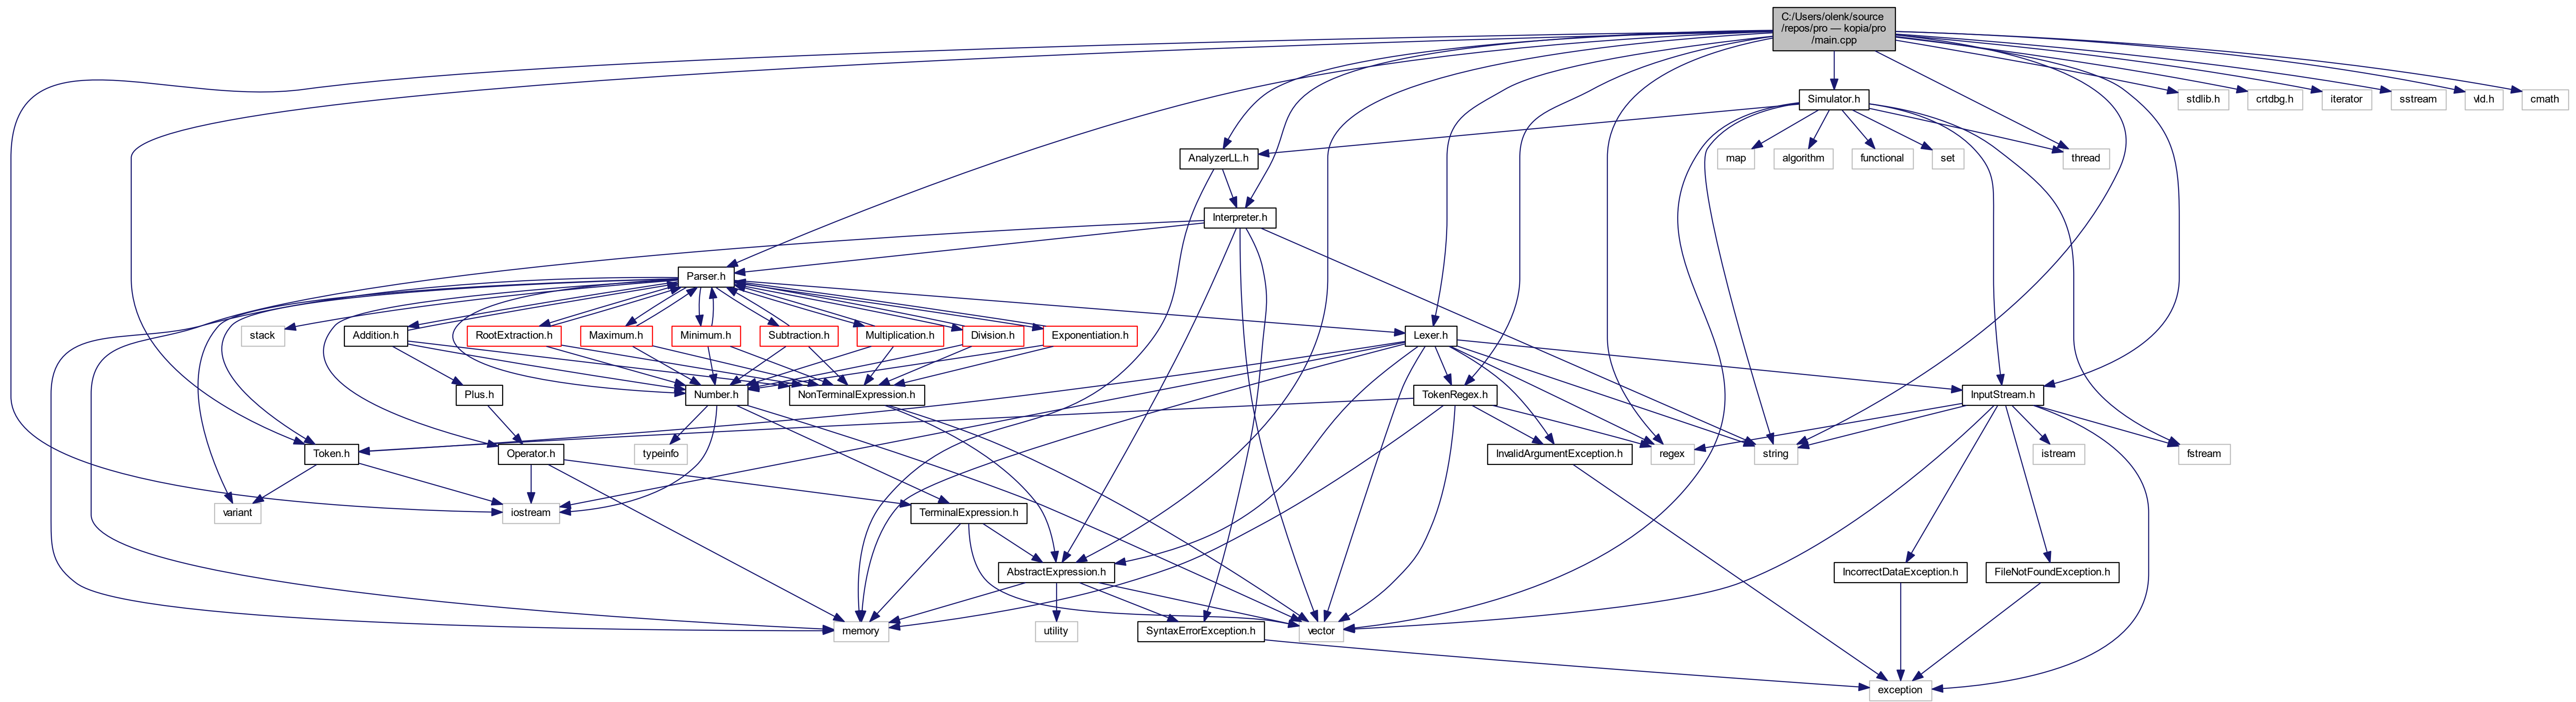 C:/Users/olenk/source
/repos/pro — kopia/pro
/main.cpp
Simulator.h
stdlib.h
crtdbg.h
iterator
sstream
vld.h
cmath
AnalyzerLL.h
map
algorithm
functional
set
thread
Interpreter.h
Parser.h
stack
Addition.h
RootExtraction.h
Maximum.h
Minimum.h
Subtraction.h
Multiplication.h
Division.h
Exponentiation.h
Lexer.h
Plus.h
Number.h
NonTerminalExpression.h
TokenRegex.h
InputStream.h
Token.h
Operator.h
typeinfo
InvalidArgumentException.h
regex
string
istream
fstream
variant
iostream
TerminalExpression.h
AbstractExpression.h
IncorrectDataException.h
FileNotFoundException.h
memory
utility
SyntaxErrorException.h
vector
exception